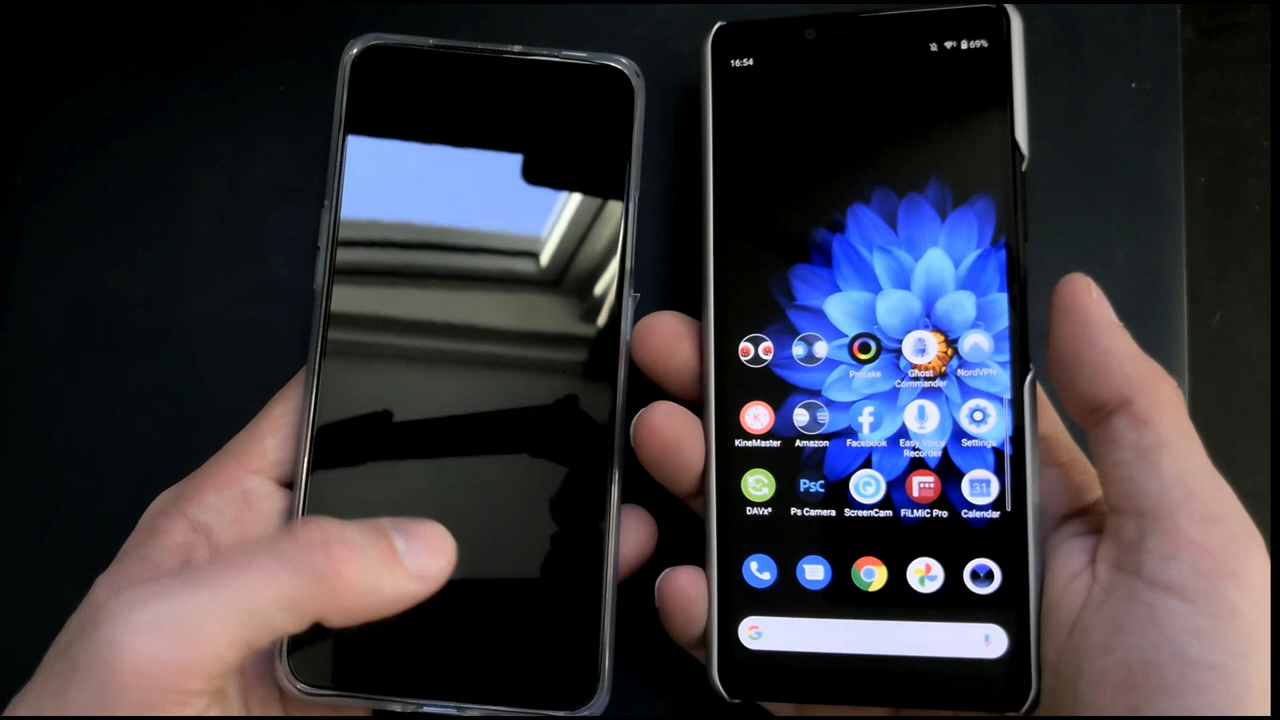 16:54
69%
Protake
Ghost
Commander
NordVPN
KineMaster
Amazon
Facebook
Easy Voice
Recorder
Settings
DAVx⁵
PsC
Ps Camera
ScreenCam
FiLMiC Pro
31
Calendar